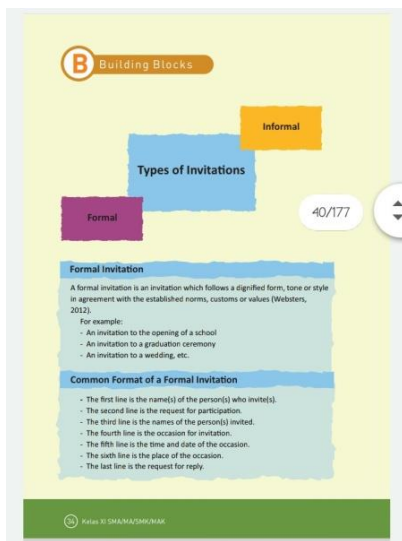 B Building Blocks
Informal
Types of Invitations
Formal
40/177
Formal Invitation
A formal invitation is an invitation which follows a dignified form, tone or style
in agreement with the established norms, customs or values (Websters,
2012).
For example:
- An invitation to the opening of a school
- An invitation to a graduation ceremony
- An invitation to a wedding, etc.
Common Format of a Formal Invitation
- The first line is the name(s) of the person(s) who invite(s).
- The second line is the request for participation.
- The third line is the names of the person(s) invited.
- The fourth line is the occasion for invitation.
- The fifth line is the time and date of the occasion.
- The sixth line is the place of the occasion.
- The last line is the request for reply.
34 Kelas XI SMA/MA/SMK/MAK